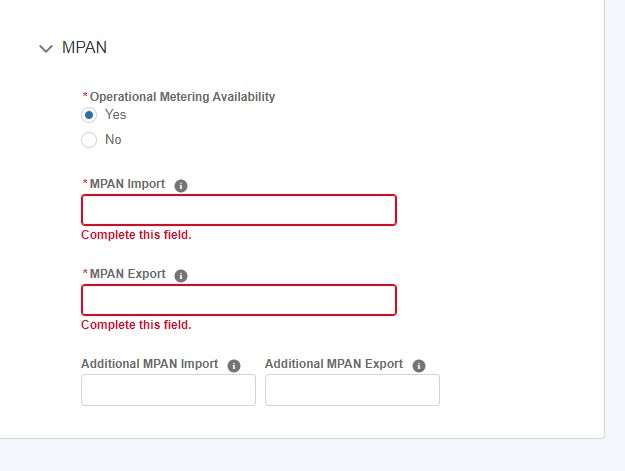 MPAN
*Operational Metering Availability
Yes
No
*MPAN Import i
Complete this field.
*MPAN Export i
Complete this field.
Additional MPAN Import i Additional MPAN Export i